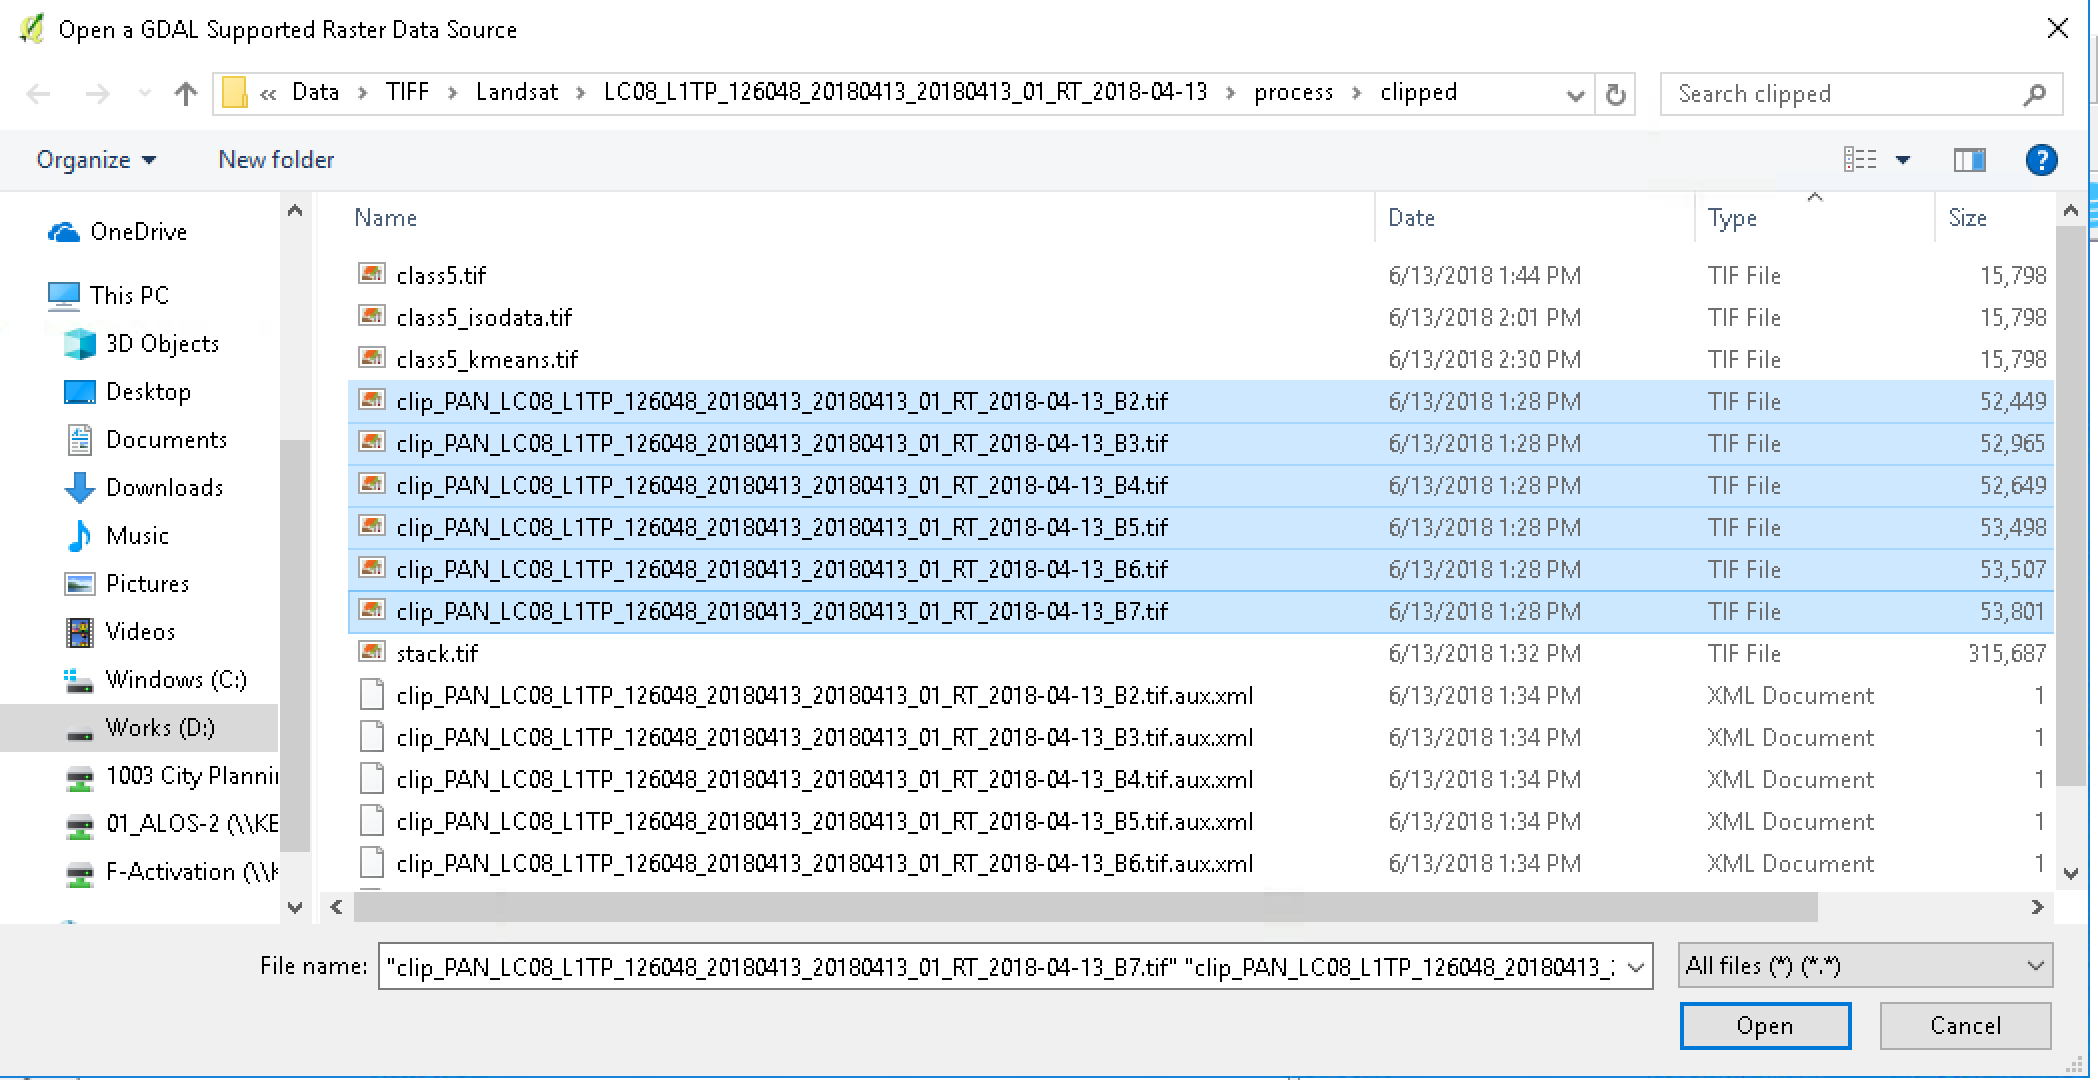 Open a GDAL Supported Raster Data Source
« Data > TIFF > Landsat > LC08_L1TP_126048_20180413_20180413_01_RT_2018-04-13 > process > clipped
Search clipped
Organize
New folder
?
OneDrive
This PC
3D Objects
Desktop
Documents
Downloads
Music
Pictures
Videos
Windows (C:)
Works (D:)
1003 City Plannin
01_ALOS-2 (\\KE
F-Activation (\\K
Name Date Type Size
class5.tif 6/13/2018 1:44 PM TIF File 15,798
class5_isodata.tif 6/13/2018 2:01 PM TIF File 15,798
class5_kmeans.tif 6/13/2018 2:30 PM TIF File 15,798
clip_PAN_LC08_L1TP_126048_20180413_20180413_01_RT_2018-04-13_B2.tif 6/13/2018 1:28 PM TIF File 52,449
clip_PAN_LC08_L1TP_126048_20180413_20180413_01_RT_2018-04-13_B3.tif 6/13/2018 1:28 PM TIF File 52,965
clip_PAN_LC08_L1TP_126048_20180413_20180413_01_RT_2018-04-13_B4.tif 6/13/2018 1:28 PM TIF File 52,649
clip_PAN_LC08_L1TP_126048_20180413_20180413_01_RT_2018-04-13_B5.tif 6/13/2018 1:28 PM TIF File 53,498
clip_PAN_LC08_L1TP_126048_20180413_20180413_01_RT_2018-04-13_B6.tif 6/13/2018 1:28 PM TIF File 53,507
clip_PAN_LC08_L1TP_126048_20180413_20180413_01_RT_2018-04-13_B7.tif 6/13/2018 1:28 PM TIF File 53,801
stack.tif 6/13/2018 1:32 PM TIF File 315,687
clip_PAN_LC08_L1TP_126048_20180413_20180413_01_RT_2018-04-13_B2.tif.aux.xml 6/13/2018 1:34 PM XML Document 1
clip_PAN_LC08_L1TP_126048_20180413_20180413_01_RT_2018-04-13_B3.tif.aux.xml 6/13/2018 1:34 PM XML Document 1
clip_PAN_LC08_L1TP_126048_20180413_20180413_01_RT_2018-04-13_B4.tif.aux.xml 6/13/2018 1:34 PM XML Document 1
clip_PAN_LC08_L1TP_126048_20180413_20180413_01_RT_2018-04-13_B5.tif.aux.xml 6/13/2018 1:34 PM XML Document 1
clip_PAN_LC08_L1TP_126048_20180413_20180413_01_RT_2018-04-13_B6.tif.aux.xml 6/13/2018 1:34 PM XML Document 1
File name: "clip_PAN_LC08_L1TP_126048_20180413_20180413_01_RT_2018-04-13_B7.tif" "clip_PAN_LC08_L1TP_126048_20180413_
All files (*) (*.*)
Open
Cancel